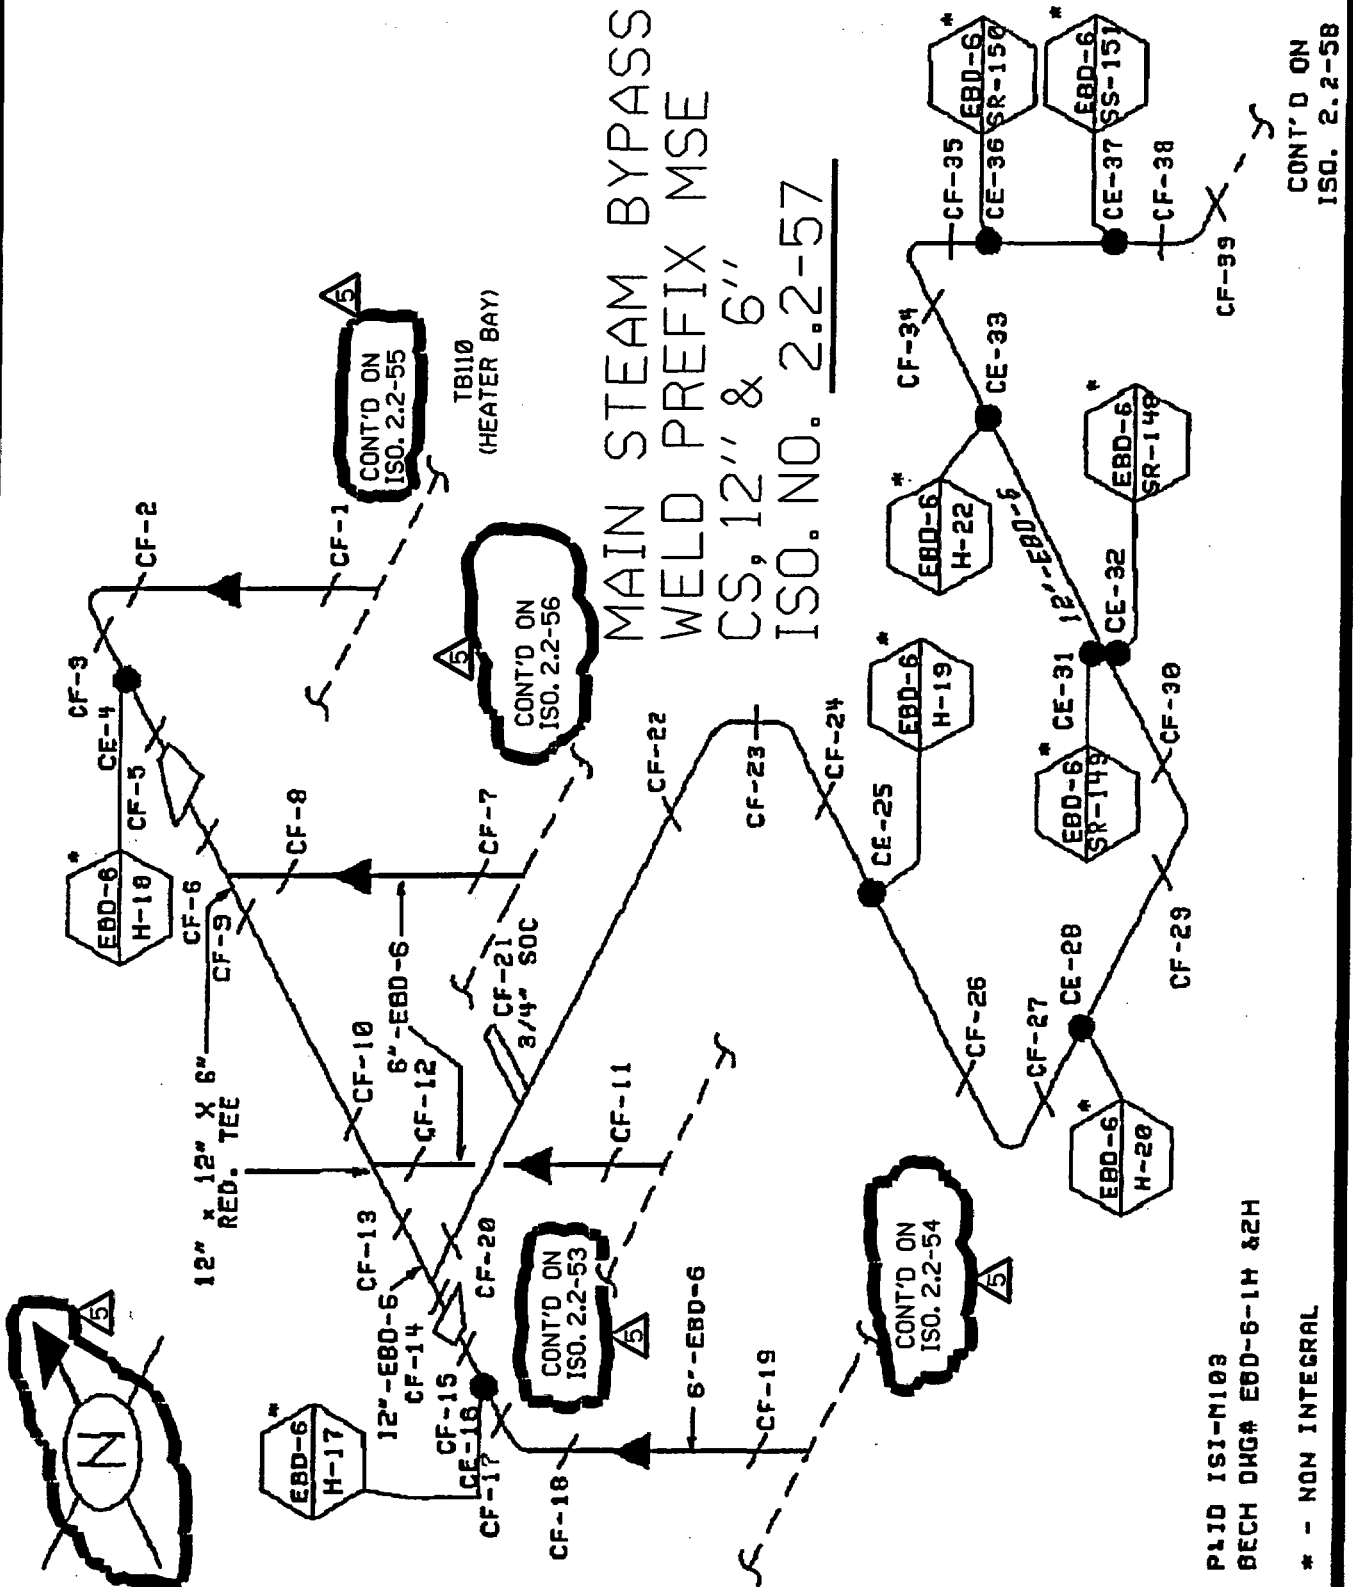 MAIN STEAM BYPASS
WELD PREFIX MSE
CS, 12'' & 6''
ISO. NO. 2.2-57
N
5
12" x 12" X 6"
RED. TEE
EBD-6
H-18
*
CF-3
CE-4
CF-5
CF-6
CF-9
CF-2
CF-1
CF-8
CF-7
CONT'D ON
ISO. 2.2-55
5
TB110
(HEATER BAY)
CONT'D ON
ISO. 2.2-56
5
6"-EBD-6
CF-10
CF-12
CF-11
CF-13
12"-EBD-6
CF-14
CF-15
CE-16
CF-17
CF-18
CF-19
CF-20
CF-21
3/4" SOC
CF-22
CF-23
CF-24
EBD-6
H-17
*
CONT'D ON
ISO. 2.2-53
5
6"-EBD-6
CONT'D ON
ISO. 2.2-54
5
CE-25
EBD-6
H-19
*
CF-26
CF-27
CE-28
EBD-6
H-20
*
CF-29
CF-30
CE-31
EBD-6
SR-149
*
CE-32
EBD-6
SR-148
*
12"-EBD-6
CE-33
EBD-6
H-22
*
CF-34
CF-35
CE-36
EBD-6
SR-150
*
CE-37
EBD-6
SS-151
*
CF-38
CF-39
CONT'D ON
ISO. 2.2-58
P&ID ISI-M103
BECH DWG# EBD-6-1H &2H
* - NON INTEGRAL